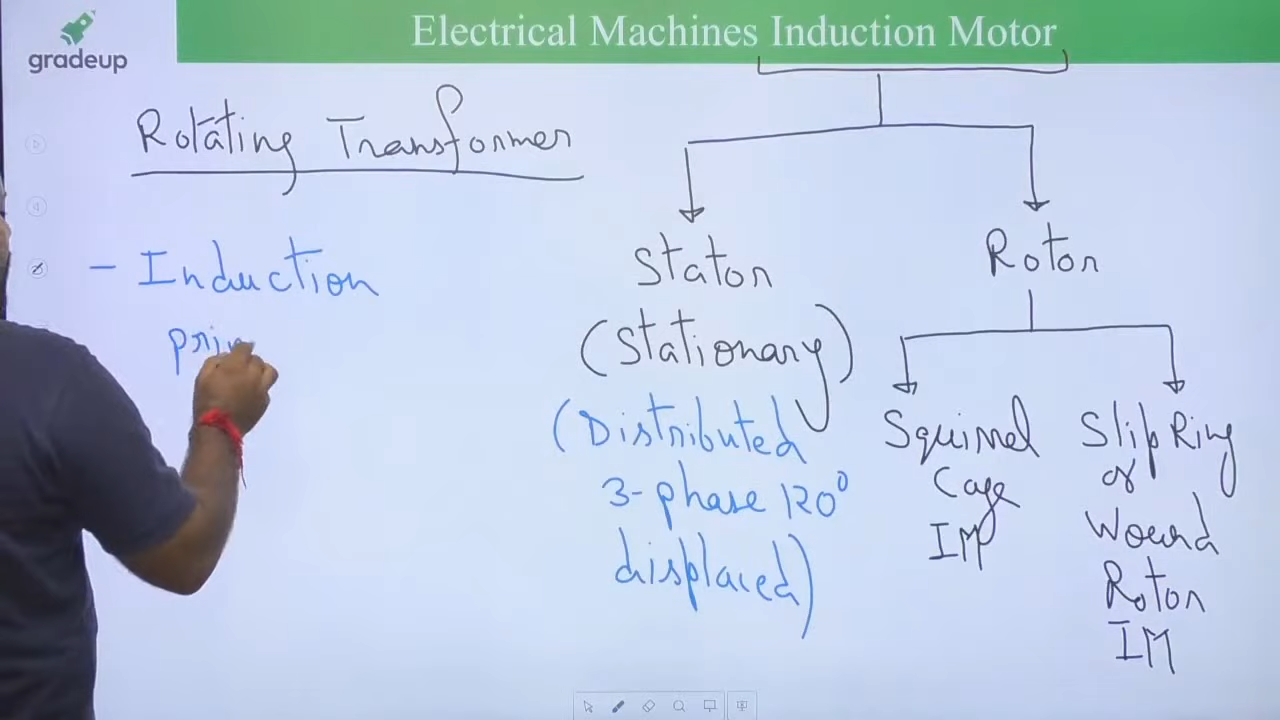 gradeup
Electrical Machines Induction Motor
Rotating Transformer
- Induction
prin
Stator
(Stationary)
(Distributed
3-phase 120°
displaced)
Rotor
Squirrel
Cage
IM
Slip Ring
or
Wound
Rotor
IM